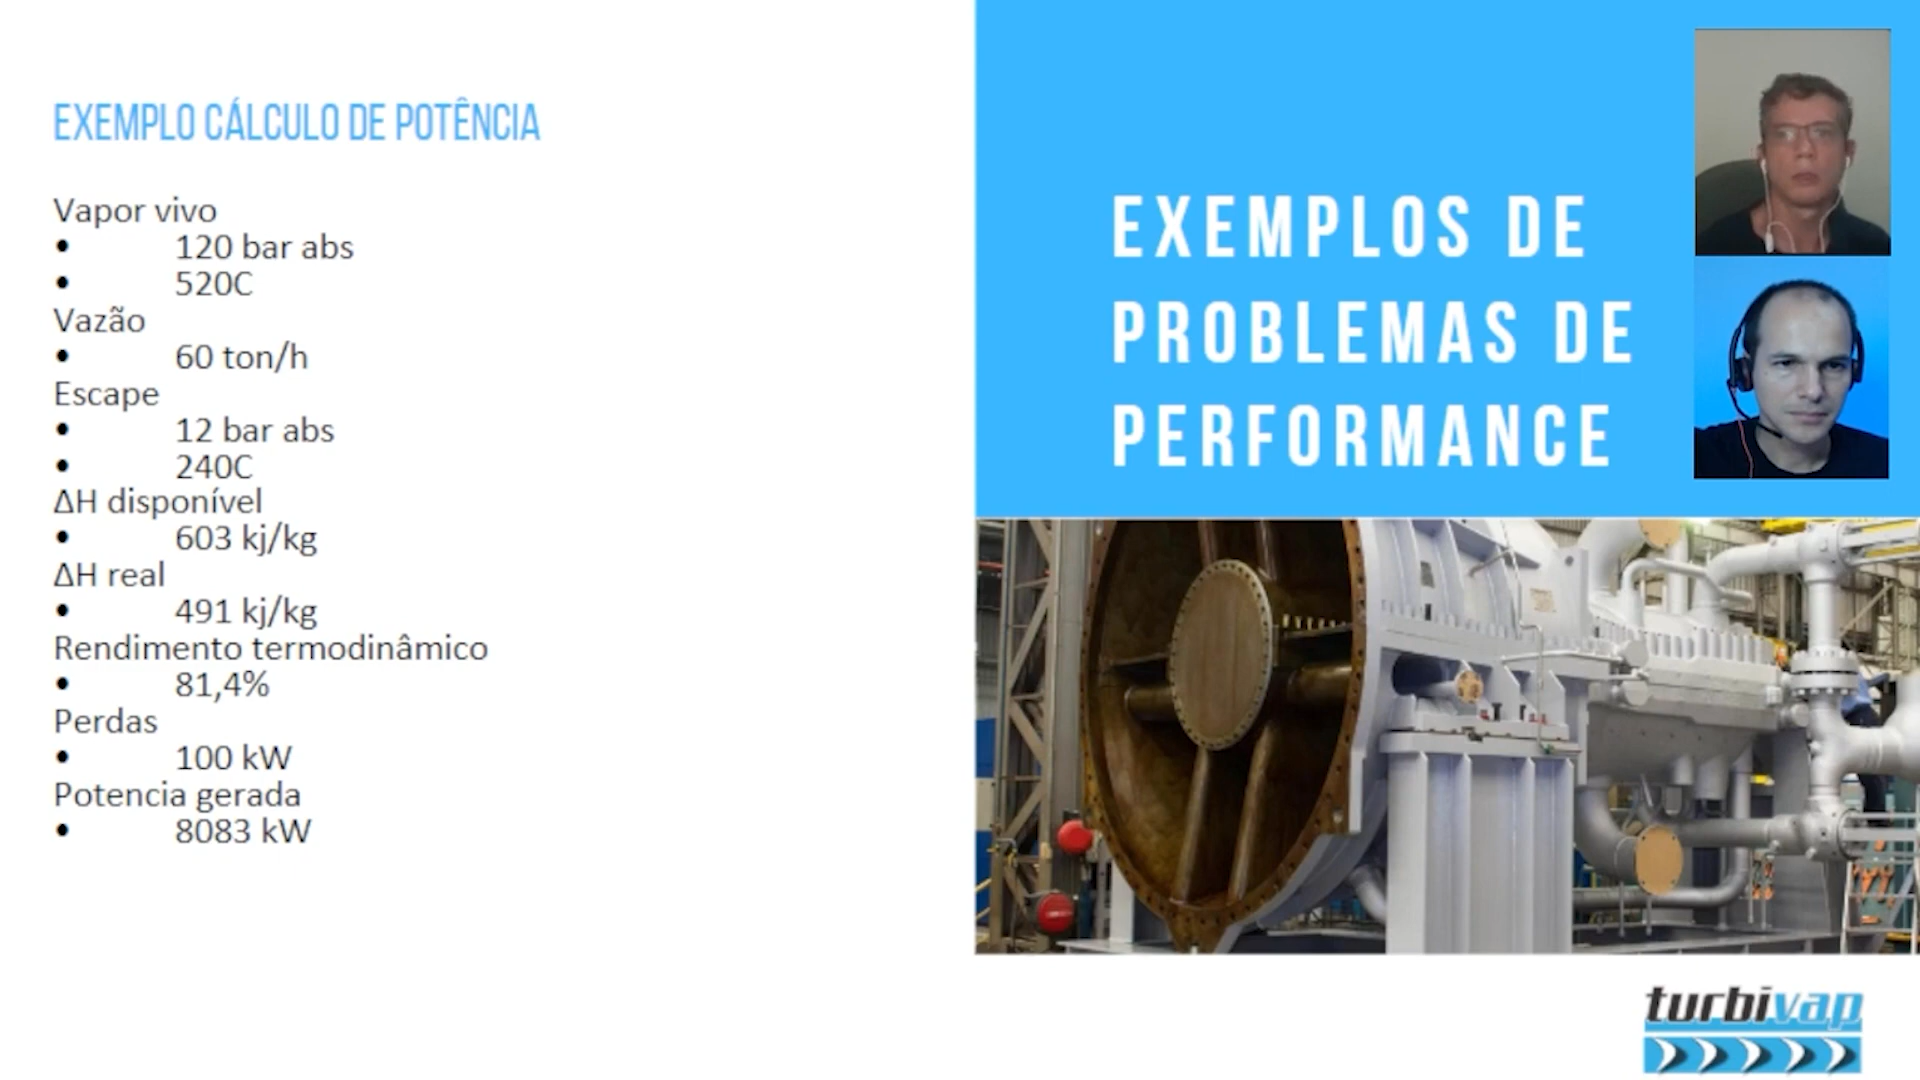 EXEMPLO CÁLCULO DE POTÊNCIA
Vapor vivo
• 120 bar abs
• 520C
Vazão
• 60 ton/h
Escape
• 12 bar abs
• 240C
ΔH disponível
• 603 kj/kg
ΔH real
• 491 kj/kg
Rendimento termodinâmico
• 81,4%
Perdas
• 100 kW
Potencia gerada
• 8083 kW
EXEMPLOS DE
PROBLEMAS DE
PERFORMANCE
turbivap